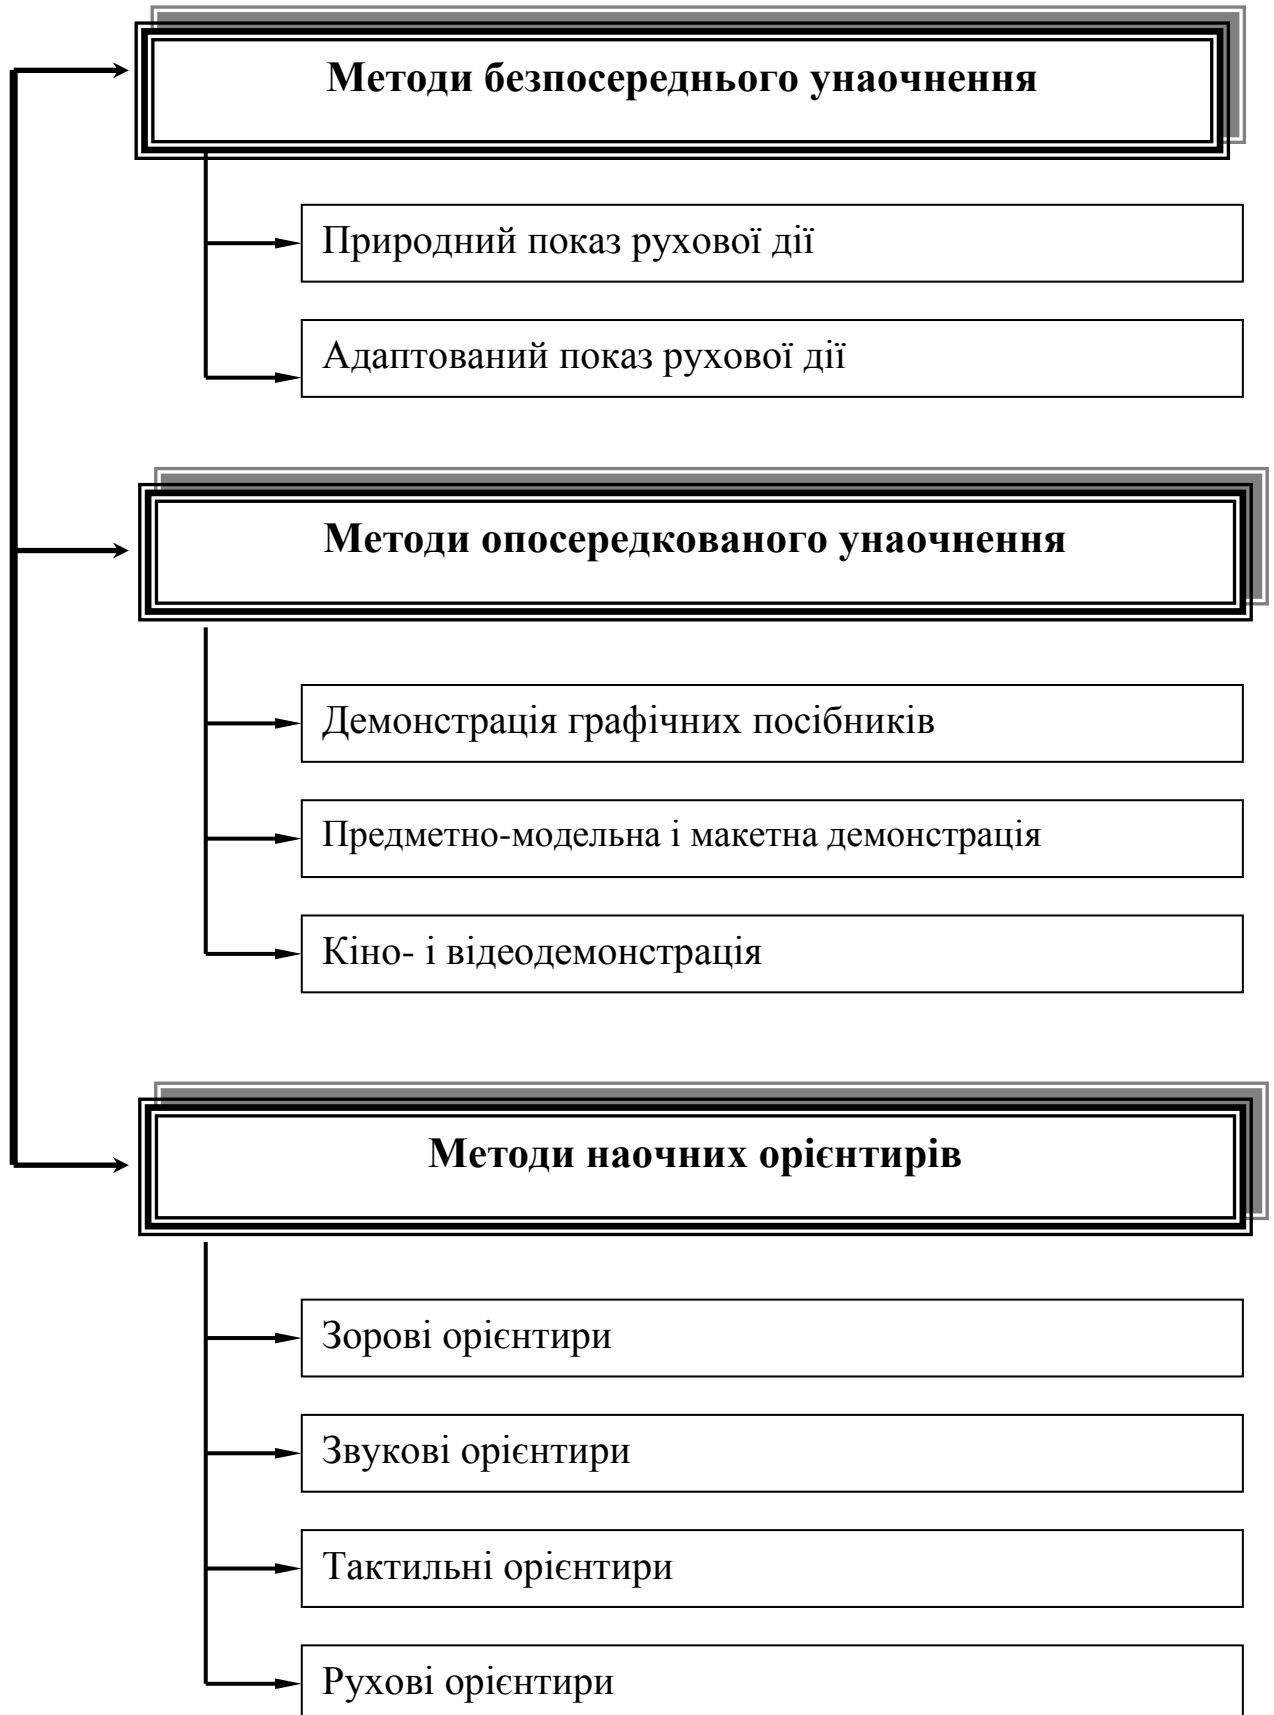 Методи безпосереднього унаочнення
Природний показ рухової дії
Адаптований показ рухової дії
Методи опосередкованого унаочнення
Демонстрація графічних посібників
Предметно-модельна і макетна демонстрація
Кіно- і відеодемонстрація
Методи наочних орієнтирів
Зорові орієнтири
Звукові орієнтири
Тактильні орієнтири
Рухові орієнтири